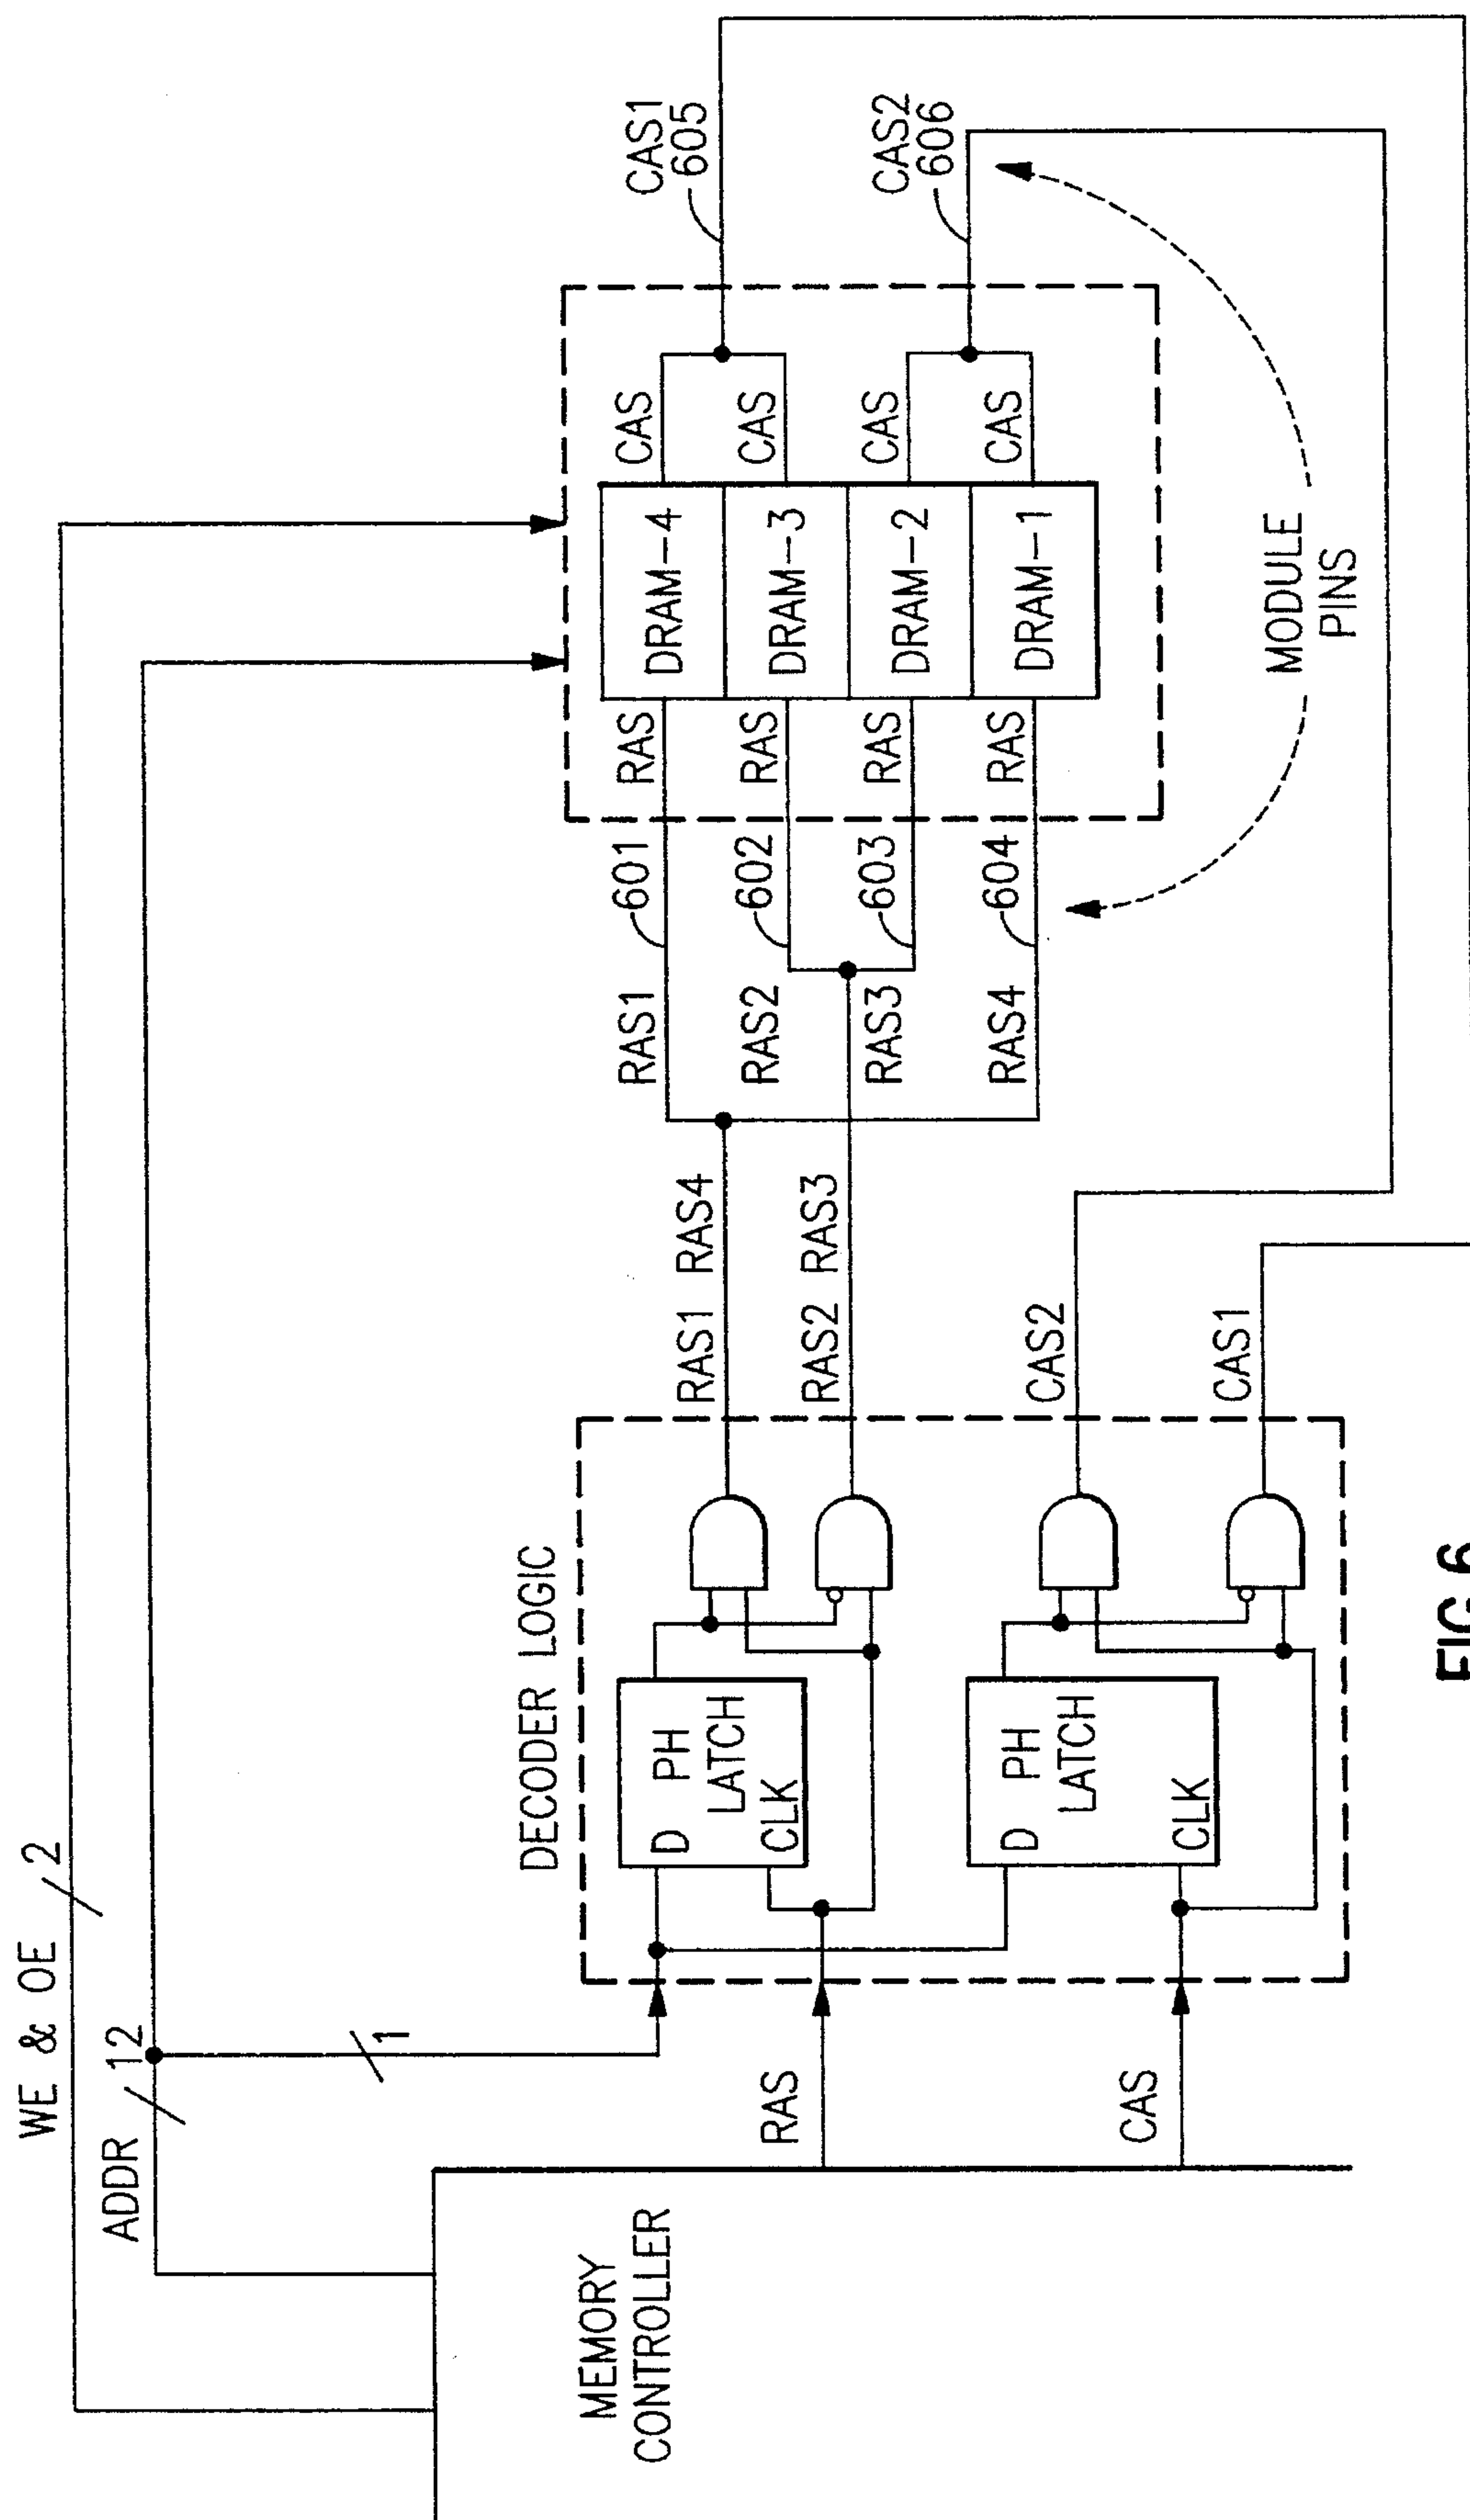 WE & OE 2
ADDR 12
1
MEMORY
CONTROLLER
RAS
CAS
DECODER LOGIC
D PH
LATCH
CLK
D PH
LATCH
CLK
RAS1 RAS4
RAS2 RAS3
CAS2
CAS1
RAS1
RAS2
RAS3
RAS4
601
602
603
604
RAS
RAS
RAS
RAS
DRAM-4
DRAM-3
DRAM-2
DRAM-1
CAS
CAS
CAS
CAS
CAS1
605
CAS2
606
MODULE
PINS
FIG. 6